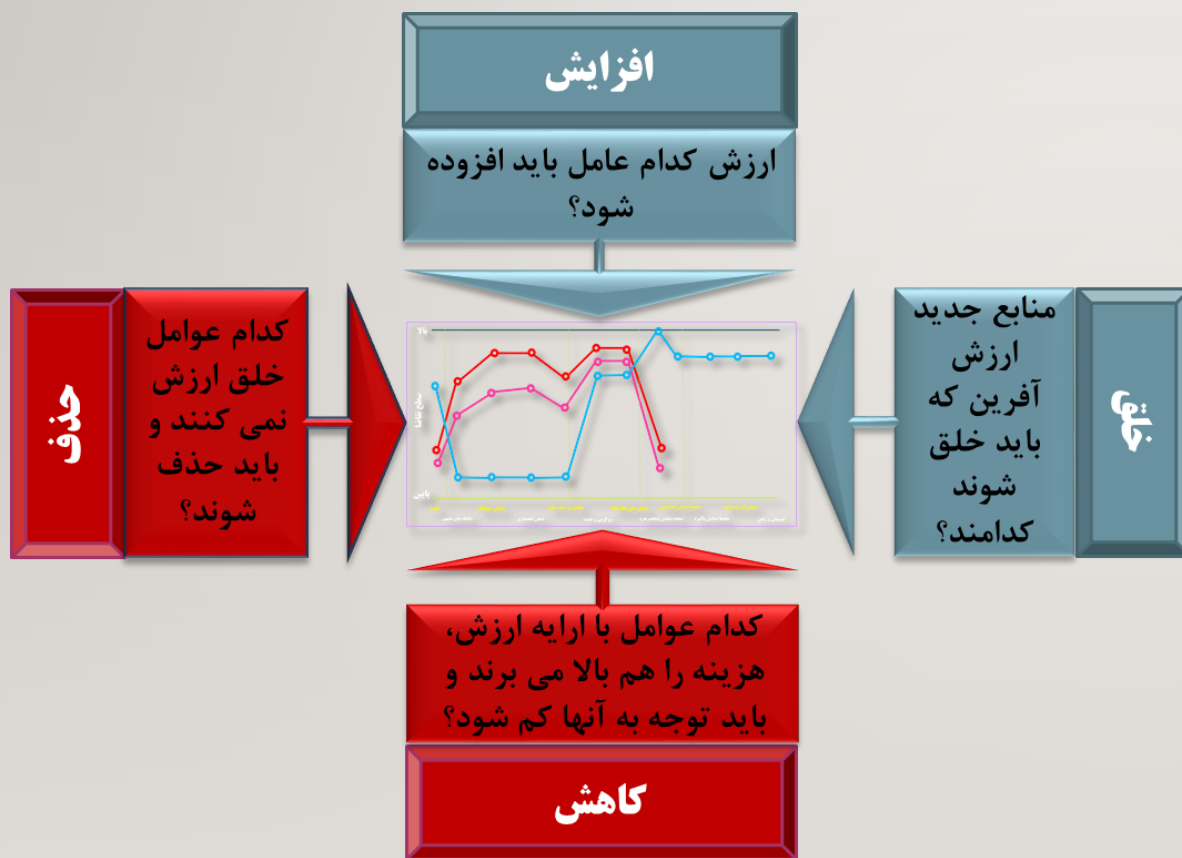 افزایش
ارزش کدام عامل باید افزوده
شود؟
منابع جدید
ارزش
آفرین که
باید خلق
شوند
کدامند؟
خلق
حذف
کدام عوامل
خلق ارزش
نمی کنند و
باید حذف
شوند؟
بالا
سطح تقاضا
پایین
کدام عوامل با ارایه ارزش،
هزینه را هم بالا می برند و
باید توجه به آنها کم شود؟
کاهش